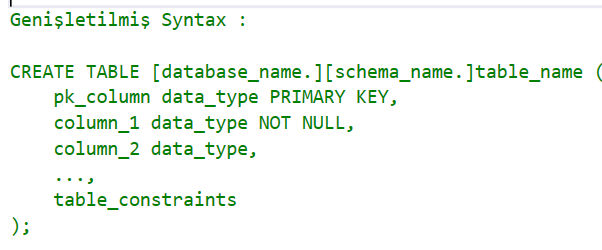 Genişletilmiş Syntax :
CREATE TABLE [database_name.][schema_name.]table_name (
pk_column data_type PRIMARY KEY,
column_1 data_type NOT NULL,
column_2 data_type,
...,
table_constraints
);